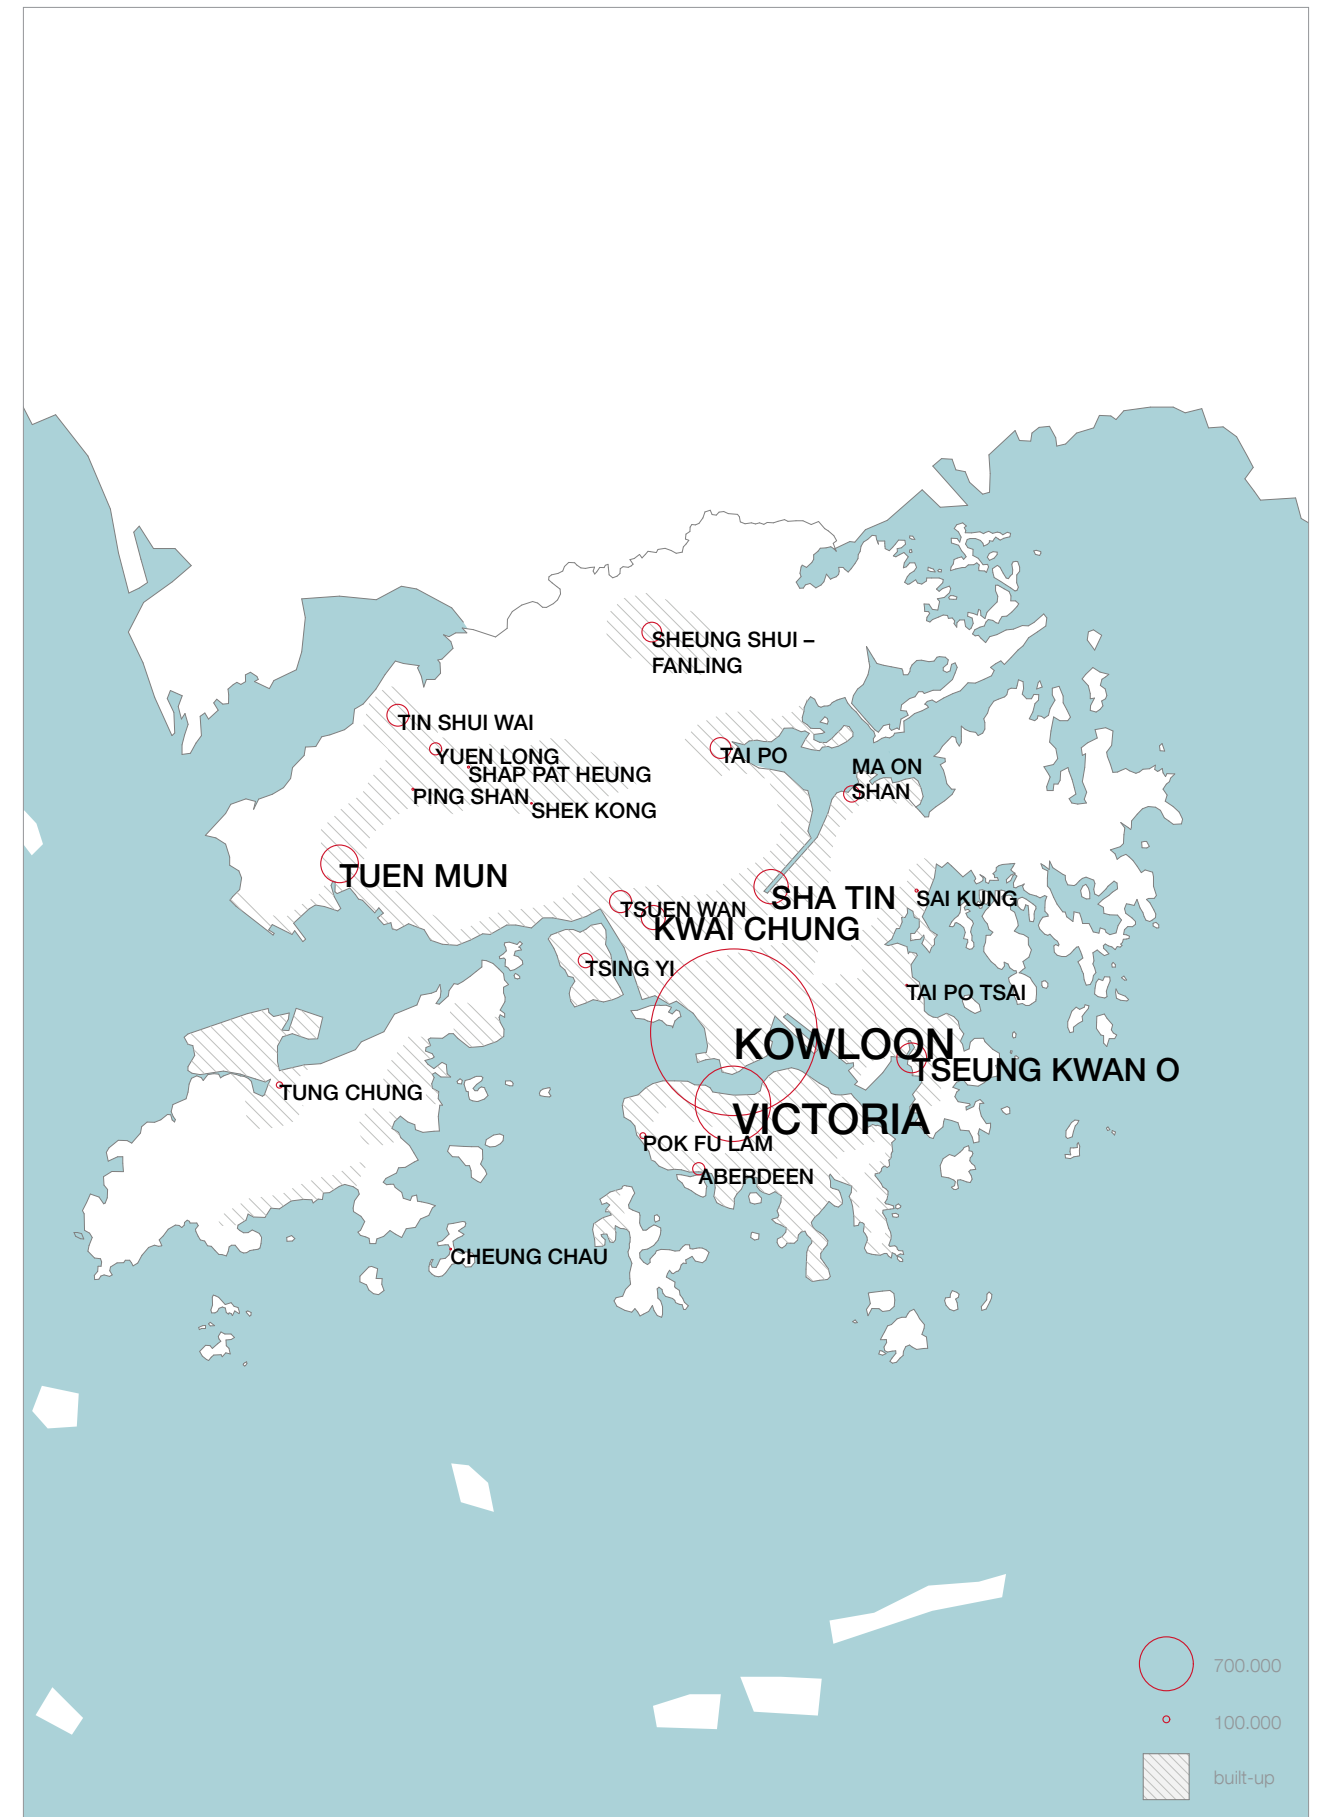 SHEUNG SHUI –
FANLING
TIN SHUI WAI
YUEN LONG
TAI PO
SHAP PAT HEUNG
MA ON
SHAN
PING SHAN
SHEK KONG
TUEN MUN
SHA TIN
SAI KUNG
TSUEN WAN
KWAI CHUNG
TSING YI
TAI PO TSAI
KOWLOON
TSEUNG KWAN O
TUNG CHUNG
VICTORIA
POK FU LAM
ABERDEEN
CHEUNG CHAU
700.000
100.000
built-up